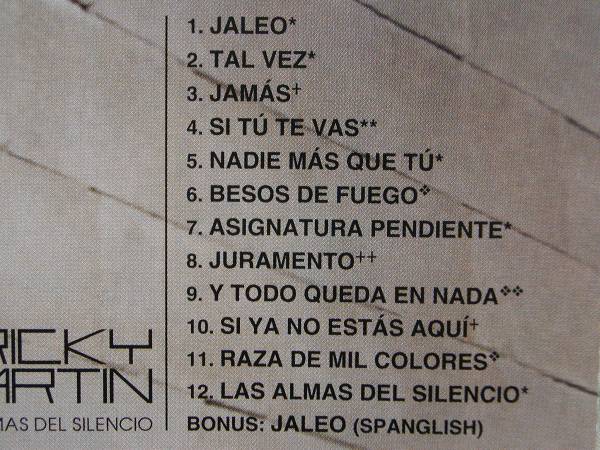 1. JALEO*
2. TAL VEZ*
3. JAMÁS+
4. SI TÚ TE VAS**
5. NADIE MÁS QUE TÚ*
6. BESOS DE FUEGO❖
7. ASIGNATURA PENDIENTE*
8. JURAMENTO++
9. Y TODO QUEDA EN NADA❖❖
10. SI YA NO ESTÁS AQUÍ+
11. RAZA DE MIL COLORES❖
12. LAS ALMAS DEL SILENCIO*
BONUS: JALEO (SPANGLISH)
RICKY
ARTIN
MAS DEL SILENCIO